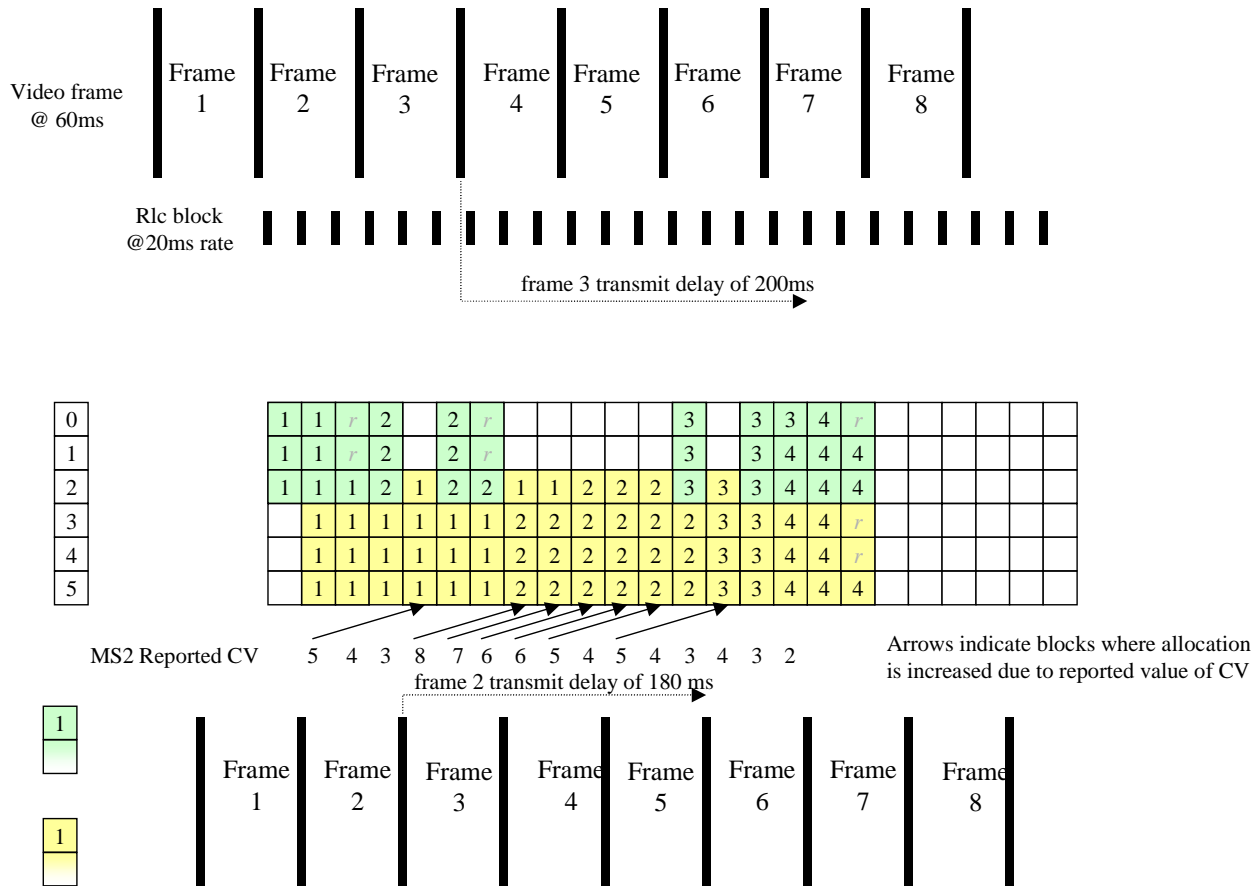 Frame 1
Frame 2
Frame 3
Frame 4
Frame 5
Frame 6
Frame 7
Frame 8
Video frame
@ 60ms
Rlc block
@20ms rate
frame 3 transmit delay of 200ms
0 1 1 r 2 2 r 3 3 3 4 r
1 1 1 r 2 2 r 3 3 4 4 4
2 1 1 1 2 1 2 2 1 1 2 2 2 3 3 3 4 4 4
3 1 1 1 1 1 1 2 2 2 2 2 2 3 3 4 4 r
4 1 1 1 1 1 1 2 2 2 2 2 2 3 3 4 4 r
5 1 1 1 1 1 1 2 2 2 2 2 2 3 3 4 4 4
MS2 Reported CV 5 4 3 8 7 6 6 5 4 5 4 3 4 3 2
Arrows indicate blocks where allocation
is increased due to reported value of CV
frame 2 transmit delay of 180 ms
1
1
Frame 1
Frame 2
Frame 3
Frame 4
Frame 5
Frame 6
Frame 7
Frame 8